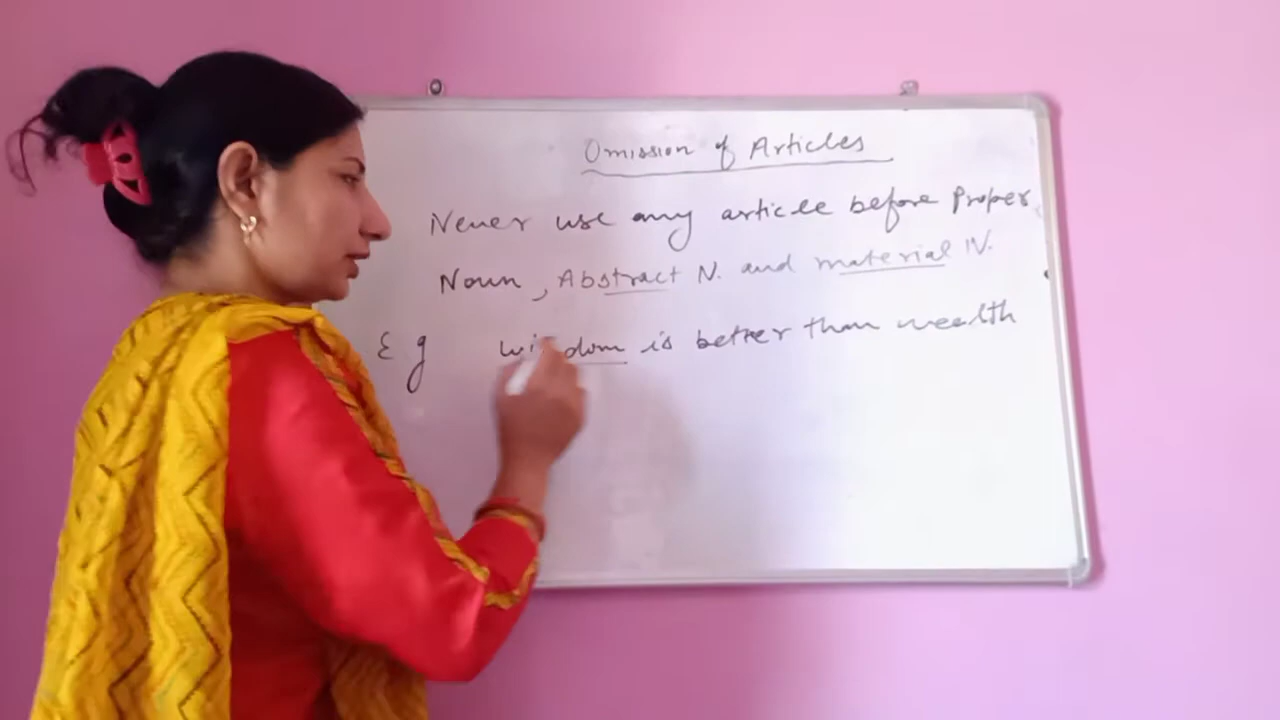 Omission of Articles
Never use any article before Proper
Noun, Abstract N. and material N.
E g wisdom is better than wealth